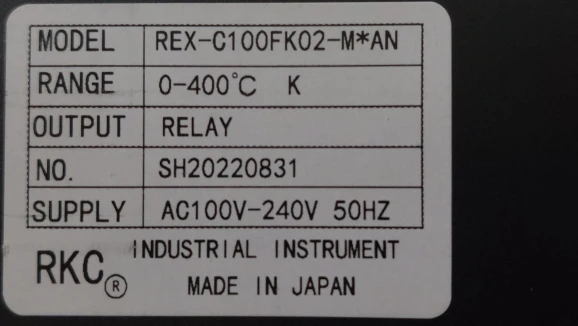 MODEL REX-C100FK02-M*AN
RANGE 0-400℃ K
OUTPUT RELAY
NO. SH20220831
SUPPLY AC100V-240V 50HZ
RKC® INDUSTRIAL INSTRUMENT
MADE IN JAPAN